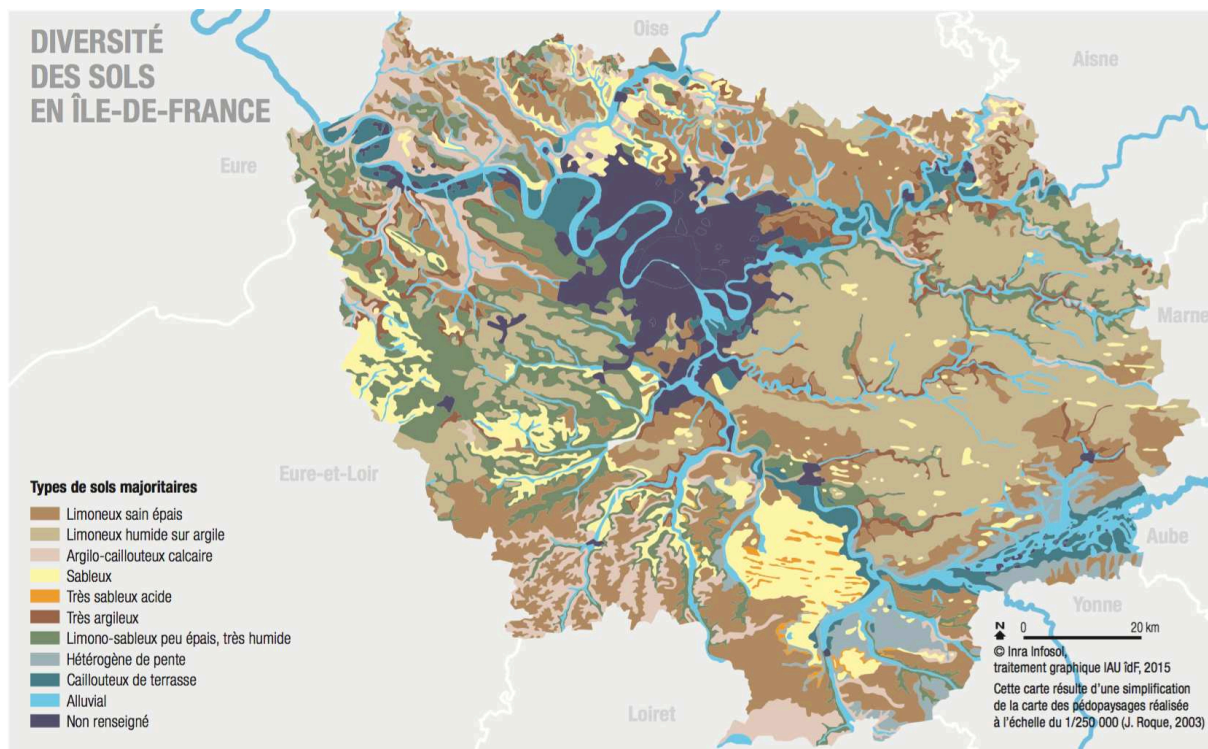 DIVERSITÉ
DES SOLS
EN ÎLE-DE-FRANCE
Oise
Aisne
Eure
Marne
Eure-et-Loir
Aube
Yonne
Loiret
Types de sols majoritaires
Limoneux sain épais
Limoneux humide sur argile
Argilo-caillouteux calcaire
Sableux
Très sableux acide
Très argileux
Limono-sableux peu épais, très humide
Hétérogène de pente
Caillouteux de terrasse
Alluvial
Non renseigné
N 0 20 km
© Inra Infosol,
traitement graphique IAU îdF, 2015
Cette carte résulte d'une simplification
de la carte des pédopaysages réalisée
à l'échelle du 1/250 000 (J. Roque, 2003)